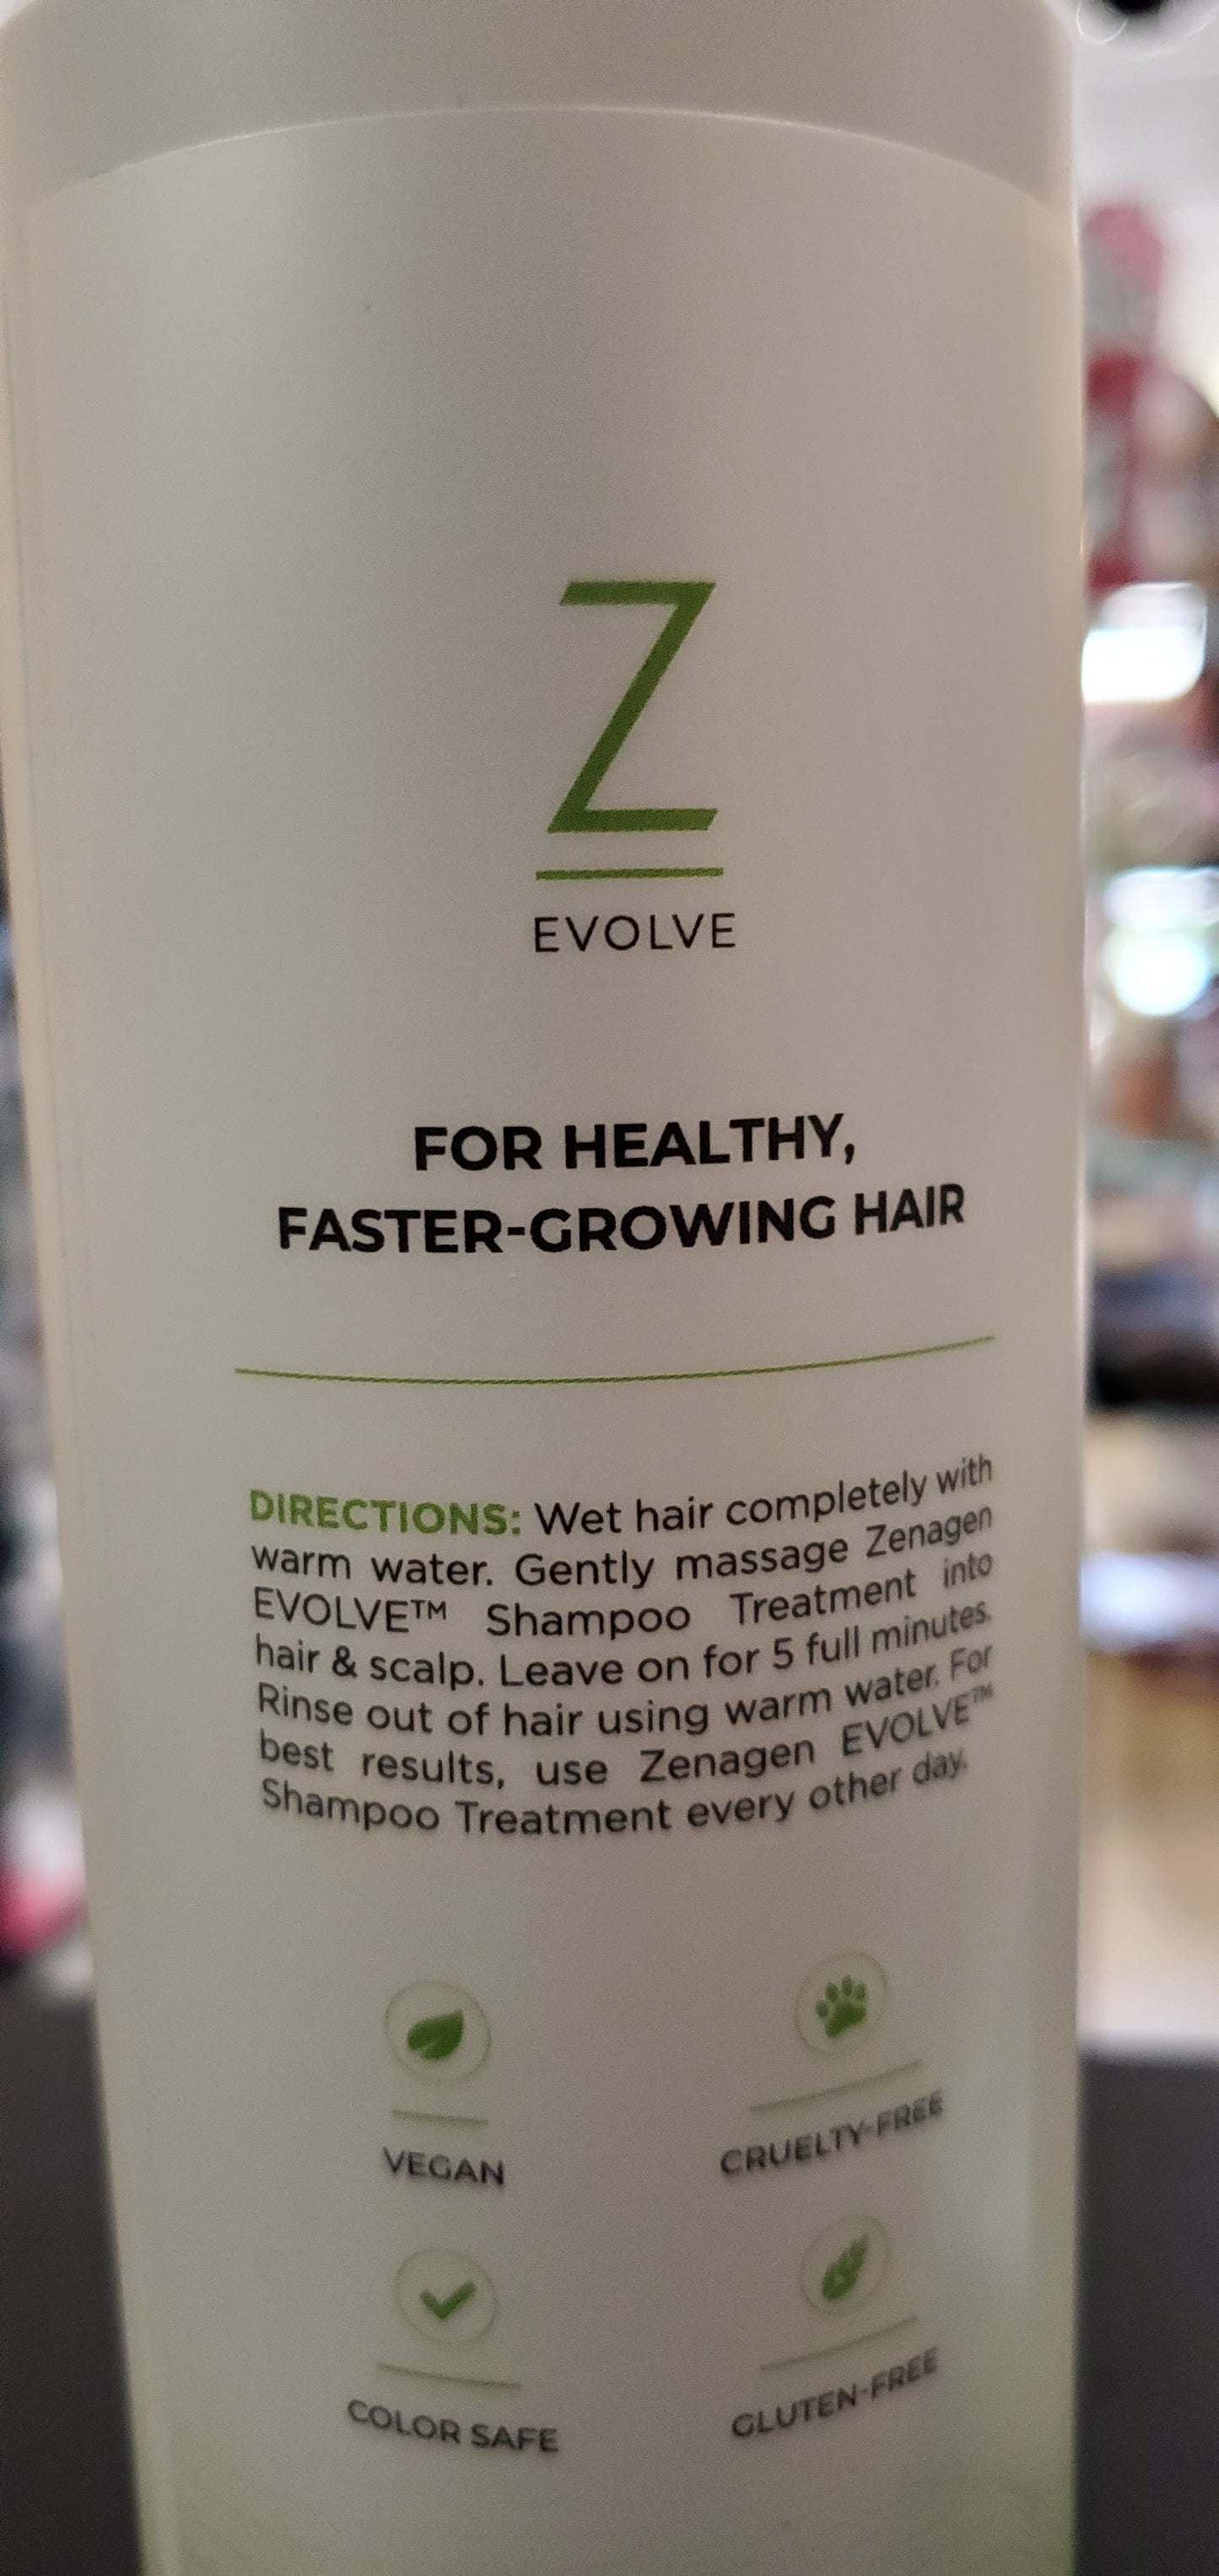 Z
EVOLVE
FOR HEALTHY,
FASTER-GROWING HAIR
DIRECTIONS: Wet hair completely with
warm water. Gently massage Zenagen
EVOLVE™ Shampoo Treatment into
hair & scalp. Leave on for 5 full minutes.
Rinse out of hair using warm water. For
best results, use Zenagen EVOLVE™
Shampoo Treatment every other day.
VEGAN
CRUELTY-FREE
COLOR SAFE
GLUTEN-FREE